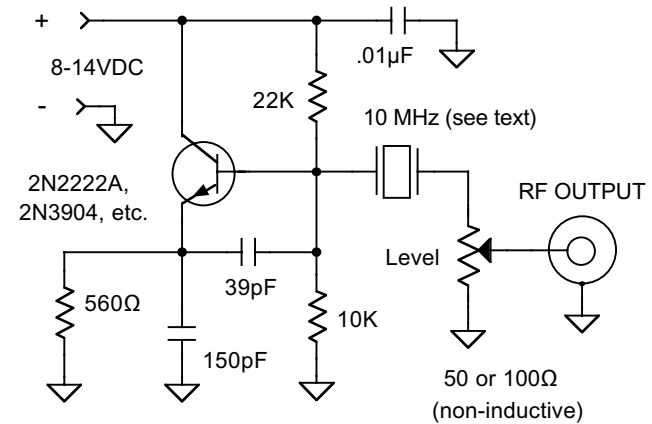 +
8-14VDC
-
.01µF
22K
10 MHz (see text)
2N2222A,
2N3904, etc.
RF OUTPUT
Level
39pF
560Ω
10K
150pF
50 or 100Ω
(non-inductive)